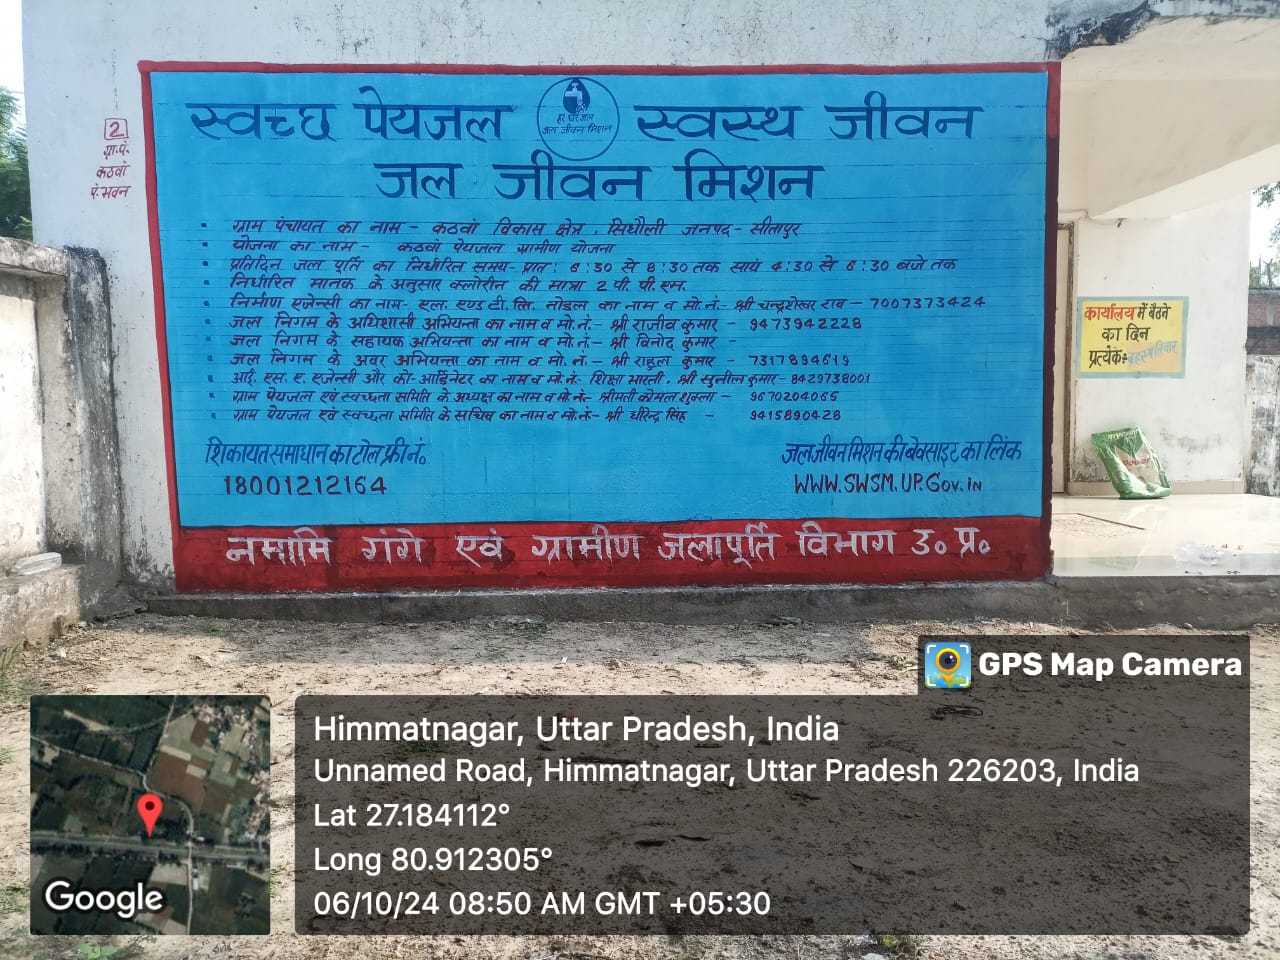 स्वच्छ पेयजल
हर घर जल
जल जीवन मिशन
स्वस्थ जीवन
जल जीवन मिशन
ग्राम पंचायत का नाम - कठवाँ विकास क्षेत्र . सिधौली जनपद - सीतापुर
योजना का नाम - कठवाँ पेयजल ग्रामीण योजना
प्रतिदिन जल पूर्ति का निर्धारित समय- प्रात: 6:30 से 8:30 तक सायं 4:30 से 6:30 बजे तक
निर्धारित मानक के अनुसार क्लोरीन की मात्रा 2 पी. पी. एम.
निर्माण एजेन्सी का नाम- एल. एण्ड टी. लि. नोडल का नाम व मो.नं.- श्री चन्द्रशेखर राव - 7007373424
जल निगम के अधिशासी अभियन्ता का नाम व मो.नं.- श्री राजीव कुमार - 9473942228
जल निगम के सहायक अभियन्ता का नाम व मो.नं.- श्री विनोद कुमार -
जल निगम के अवर अभियन्ता का नाम व मो. नं.- श्री राहुल कुमार - 7317894619
आई. एस. ए. एजेन्सी और को-आर्डिनेटर का नाम व मो.नं.- शिक्षा भारती, श्री सुनील कुमार - 8429738001
ग्राम पेयजल एवं स्वच्छता समिति के अध्यक्ष का नाम व मो.नं.- श्रीमती कोमल शुक्ला - 9670204065
ग्राम पेयजल एवं स्वच्छता समिति के सचिव का नाम व मो.नं.- श्री धीरेन्द्र सिंह - 9415890428
शिकायत समाधान का टोल फ्री नं०
18001212164
जल जीवन मिशन की बेवसाइट का लिंक
WWW.SWSM.UP.GOV.IN
नमामि गंगे एवं ग्रामीण जलापूर्ति विभाग उ० प्र०
2
ग्रा.पं.
कठवाँ
पं. भवन
कार्यालय में बैठने
का दिन
प्रत्येक:-
GPS Map Camera
Himmatnagar, Uttar Pradesh, India
Unnamed Road, Himmatnagar, Uttar Pradesh 226203, India
Lat 27.184112°
Long 80.912305°
06/10/24 08:50 AM GMT +05:30
Google